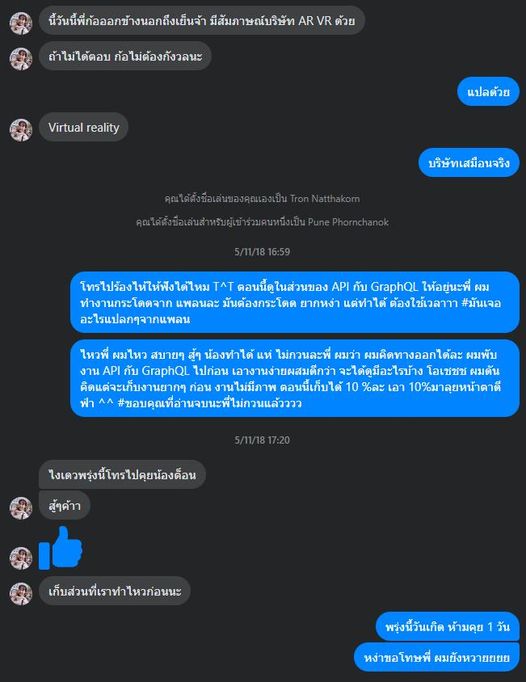 นี้วันนี้พี่ก้อออกข้างนอกถึงเย็นจ้า มีสัมภาษณ์บริษัท AR VR ด้วย
ถ้าไม่ได้ตอบ ก้อไม่ต้องกังวลนะ
แปลด้วย
Virtual reality
บริษัทเสมือนจริง
คุณได้ตั้งชื่อเล่นของคุณเองเป็น Tron Natthakorn
คุณได้ตั้งชื่อเล่นสำหรับผู้เข้าร่วมคนหนึ่งเป็น Pune Phornchanok
5/11/18 16:59
โทรไปร้องไห้ให้ฟังได้ไหม T^T ตอนนี้ดูในส่วนของ API กับ GraphQL ให้อยู่นะพี่ ผม
ทำงานกระโดดจาก แพลนละ มันต้องกระโดด ยากหง่า แต่ทำได้ ต้องใช้เวลาาา #มันเจอ
อะไรแปลกๆจากแพลน
ไหวพี่ ผมไหว สบายๆ สู้ๆ น้องทำได้ แห่ ไม่กวนละพี่ ผมว่า ผมคิดทางออกได้ละ ผมพับ
งาน API กับ GraphQL ไปก่อน เอางานง่ายผสมดีกว่า จะได้ดูมีอะไรบ้าง โอเชชช ผมดัน
คิดแต่จะเก็บงานยากๆ ก่อน งานไม่มีภาพ ตอนนี้เก็บได้ 10 %ละ เอา 10%มาลุยหน้าตาดี
ฟ่า ^^ #ขอบคุณที่อ่านจบนะพี่ไม่กวนแล้วววว
5/11/18 17:20
ไงเดวพรุ่งนี้โทรไปคุยน้องด็อน
สู้ๆค้าา
เก็บส่วนที่เราทำไหวก่อนนะ
พรุ่งนี้วันเกิด ห้ามคุย 1 วัน
หง่าขอโทษพี่ ผมยังหวายยยย